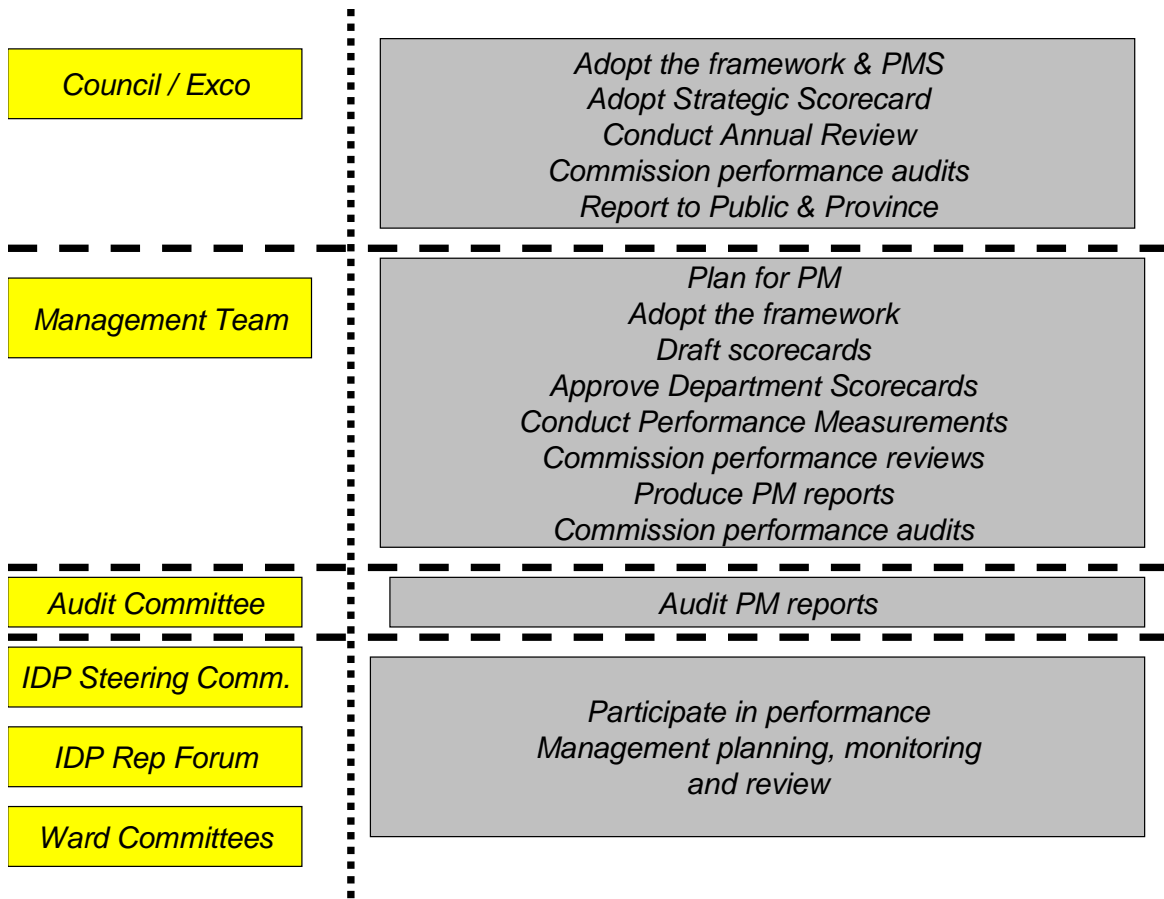 Council / Exco
Adopt the framework & PMS
Adopt Strategic Scorecard
Conduct Annual Review
Commission performance audits
Report to Public & Province
Management Team
Plan for PM
Adopt the framework
Draft scorecards
Approve Department Scorecards
Conduct Performance Measurements
Commission performance reviews
Produce PM reports
Commission performance audits
Audit Committee
Audit PM reports
IDP Steering Comm.
IDP Rep Forum
Ward Committees
Participate in performance
Management planning, monitoring
and review